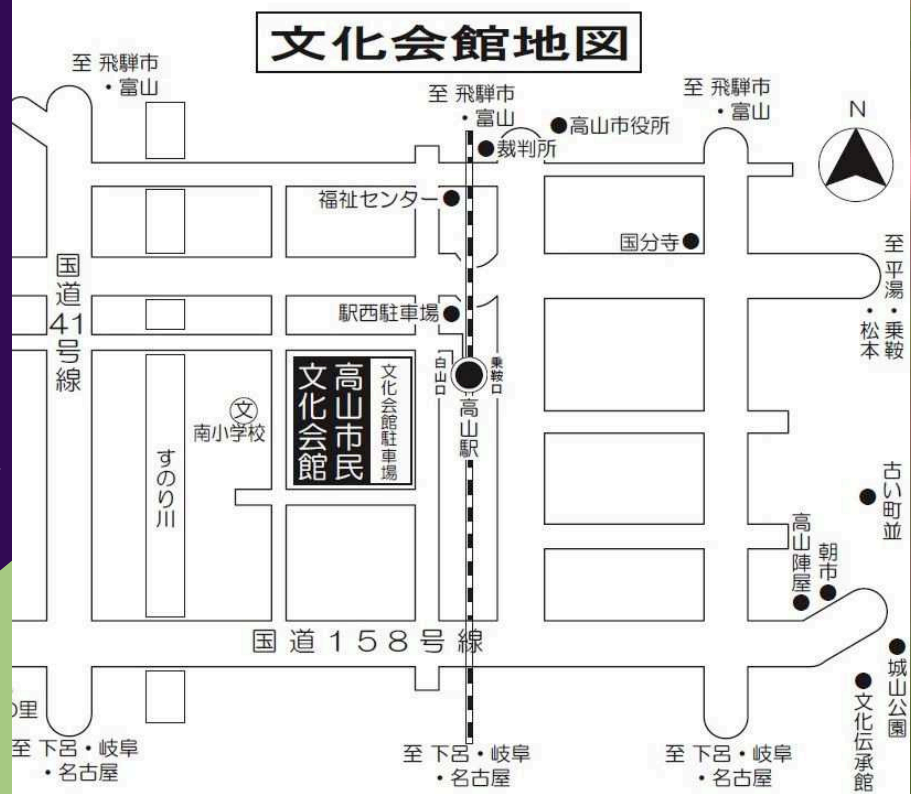 文化会館地図
至 飛騨市
・富山
至 飛騨市
・富山
至 飛騨市
・富山
●高山市役所
●裁判所
N
福祉センター●
国分寺●
国道41号線
至 平湯・乗鞍
・松本
駅西駐車場●
白山口
乗鞍口
高山駅
高山市民
文化会館
文化会館駐車場
文
南小学校
すのり川
古い町並
高山陣屋
朝市
国道158号線
城山公園
文化伝承館
の里
至 下呂・岐阜
・名古屋
至 下呂・岐阜
・名古屋
至 下呂・岐阜
・名古屋